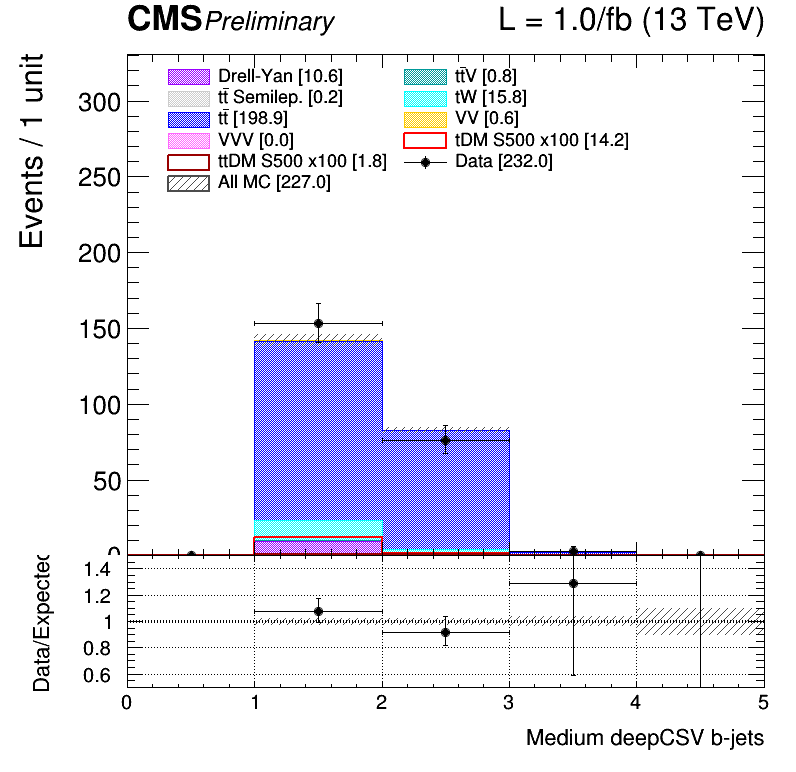 CMS Preliminary L = 1.0/fb (13 TeV)
Events / 1 unit
Drell-Yan [10.6]
tt̄ Semilep. [0.2]
tt̄ [198.9]
VVV [0.0]
ttDM S500 x100 [1.8]
All MC [227.0]
tt̄V [0.8]
tW [15.8]
VV [0.6]
tDM S500 x100 [14.2]
Data [232.0]
300
250
200
150
100
50
0
Data/Expected
1.4
1.2
1
0.8
0.6
0 1 2 3 4 5
Medium deepCSV b-jets